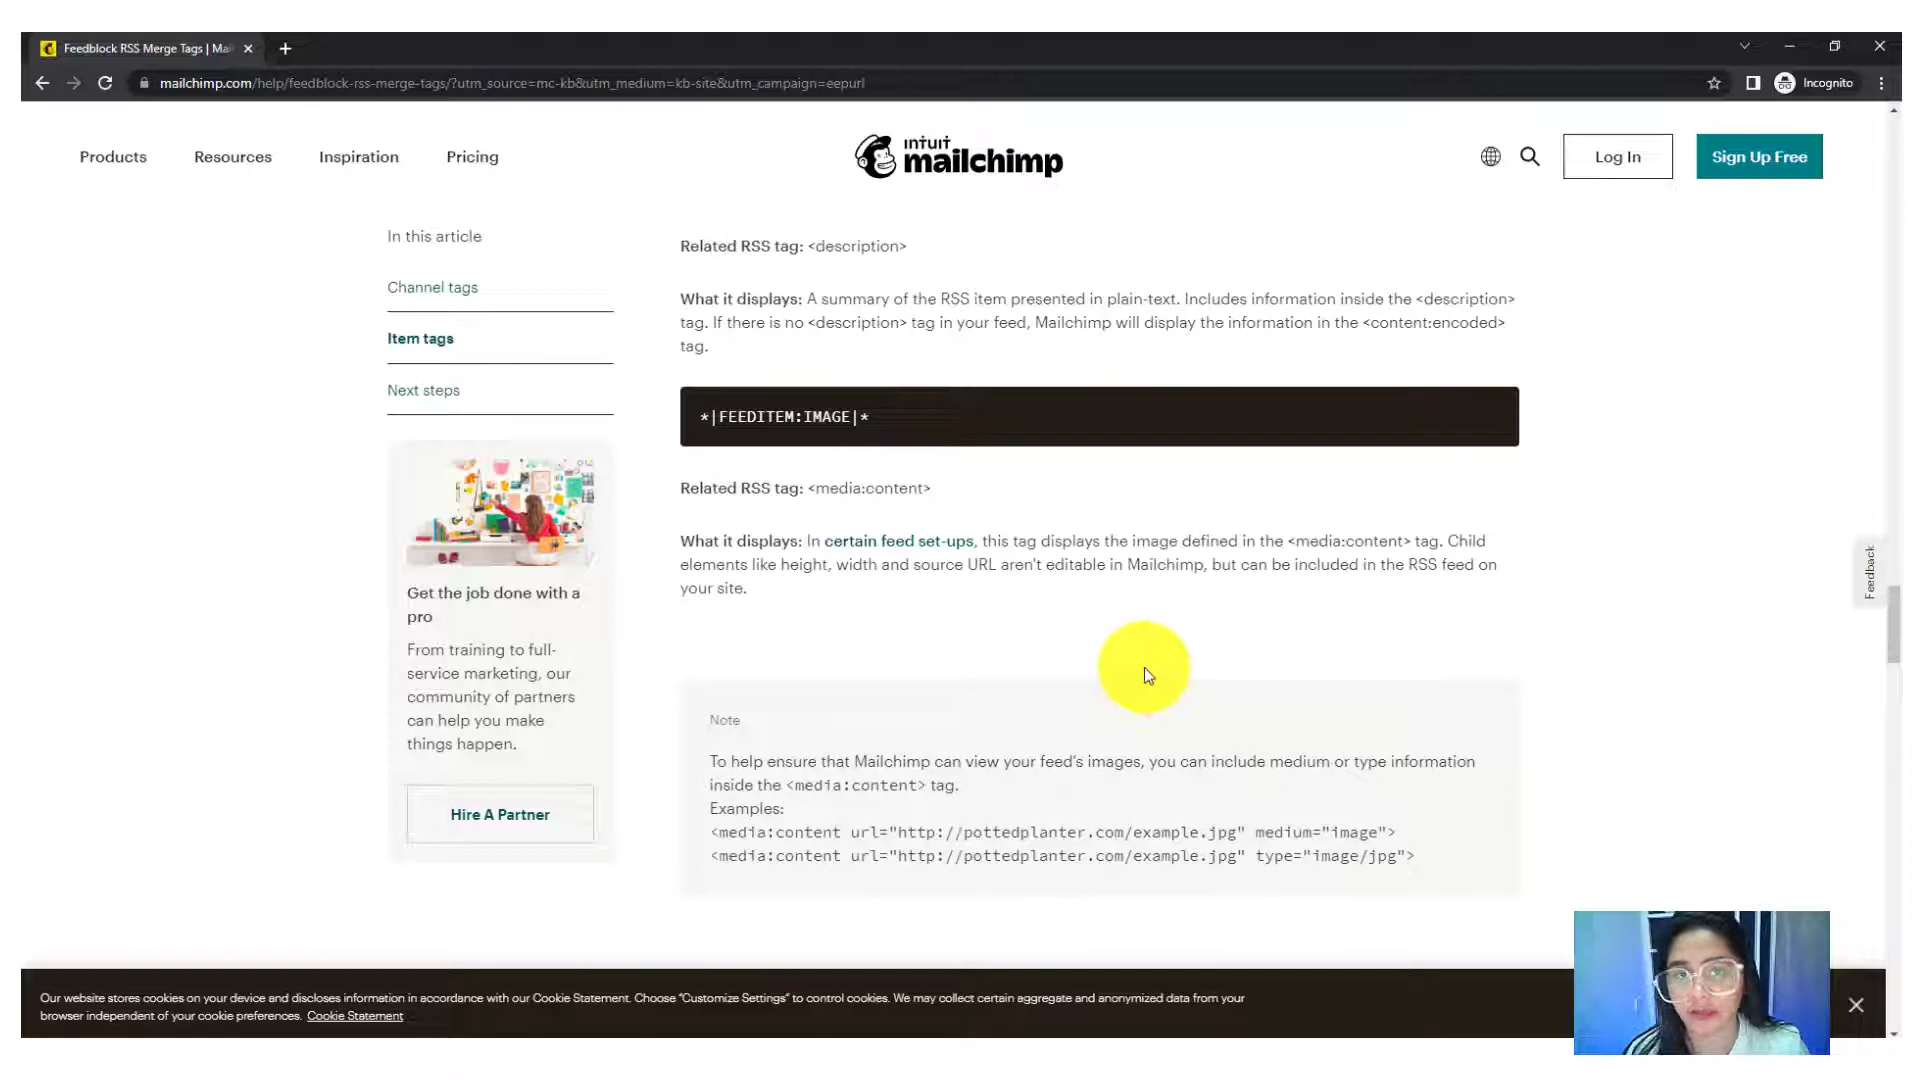 Feedblock RSS Merge Tags | Mai
mailchimp.com/help/feedblock-rss-merge-tags/?utm_source=mc-kb&utm_medium=kb-site&utm_campaign=eepurl
Incognito
Products
Resources
Inspiration
Pricing
ıntuıt
mailchimp
Log In
Sign Up Free
In this article
Channel tags
Item tags
Next steps
Get the job done with a
pro
From training to full-
service marketing, our
community of partners
can help you make
things happen.
Hire A Partner
Related RSS tag: <description>
What it displays: A summary of the RSS item presented in plain-text. Includes information inside the <description>
tag. If there is no <description> tag in your feed, Mailchimp will display the information in the <content:encoded>
tag.
*|FEEDITEM:IMAGE|*
Related RSS tag: <media:content>
What it displays: In certain feed set-ups, this tag displays the image defined in the <media:content> tag. Child
elements like height, width and source URL aren't editable in Mailchimp, but can be included in the RSS feed on
your site.
Note
To help ensure that Mailchimp can view your feed's images, you can include medium or type information
inside the <media:content> tag.
Examples:
<media:content url="http://pottedplanter.com/example.jpg" medium="image">
<media:content url="http://pottedplanter.com/example.jpg" type="image/jpg">
Feedback
Our website stores cookies on your device and discloses information in accordance with our Cookie Statement. Choose "Customize Settings" to control cookies. We may collect certain aggregate and anonymized data from your
browser independent of your cookie preferences. Cookie Statement